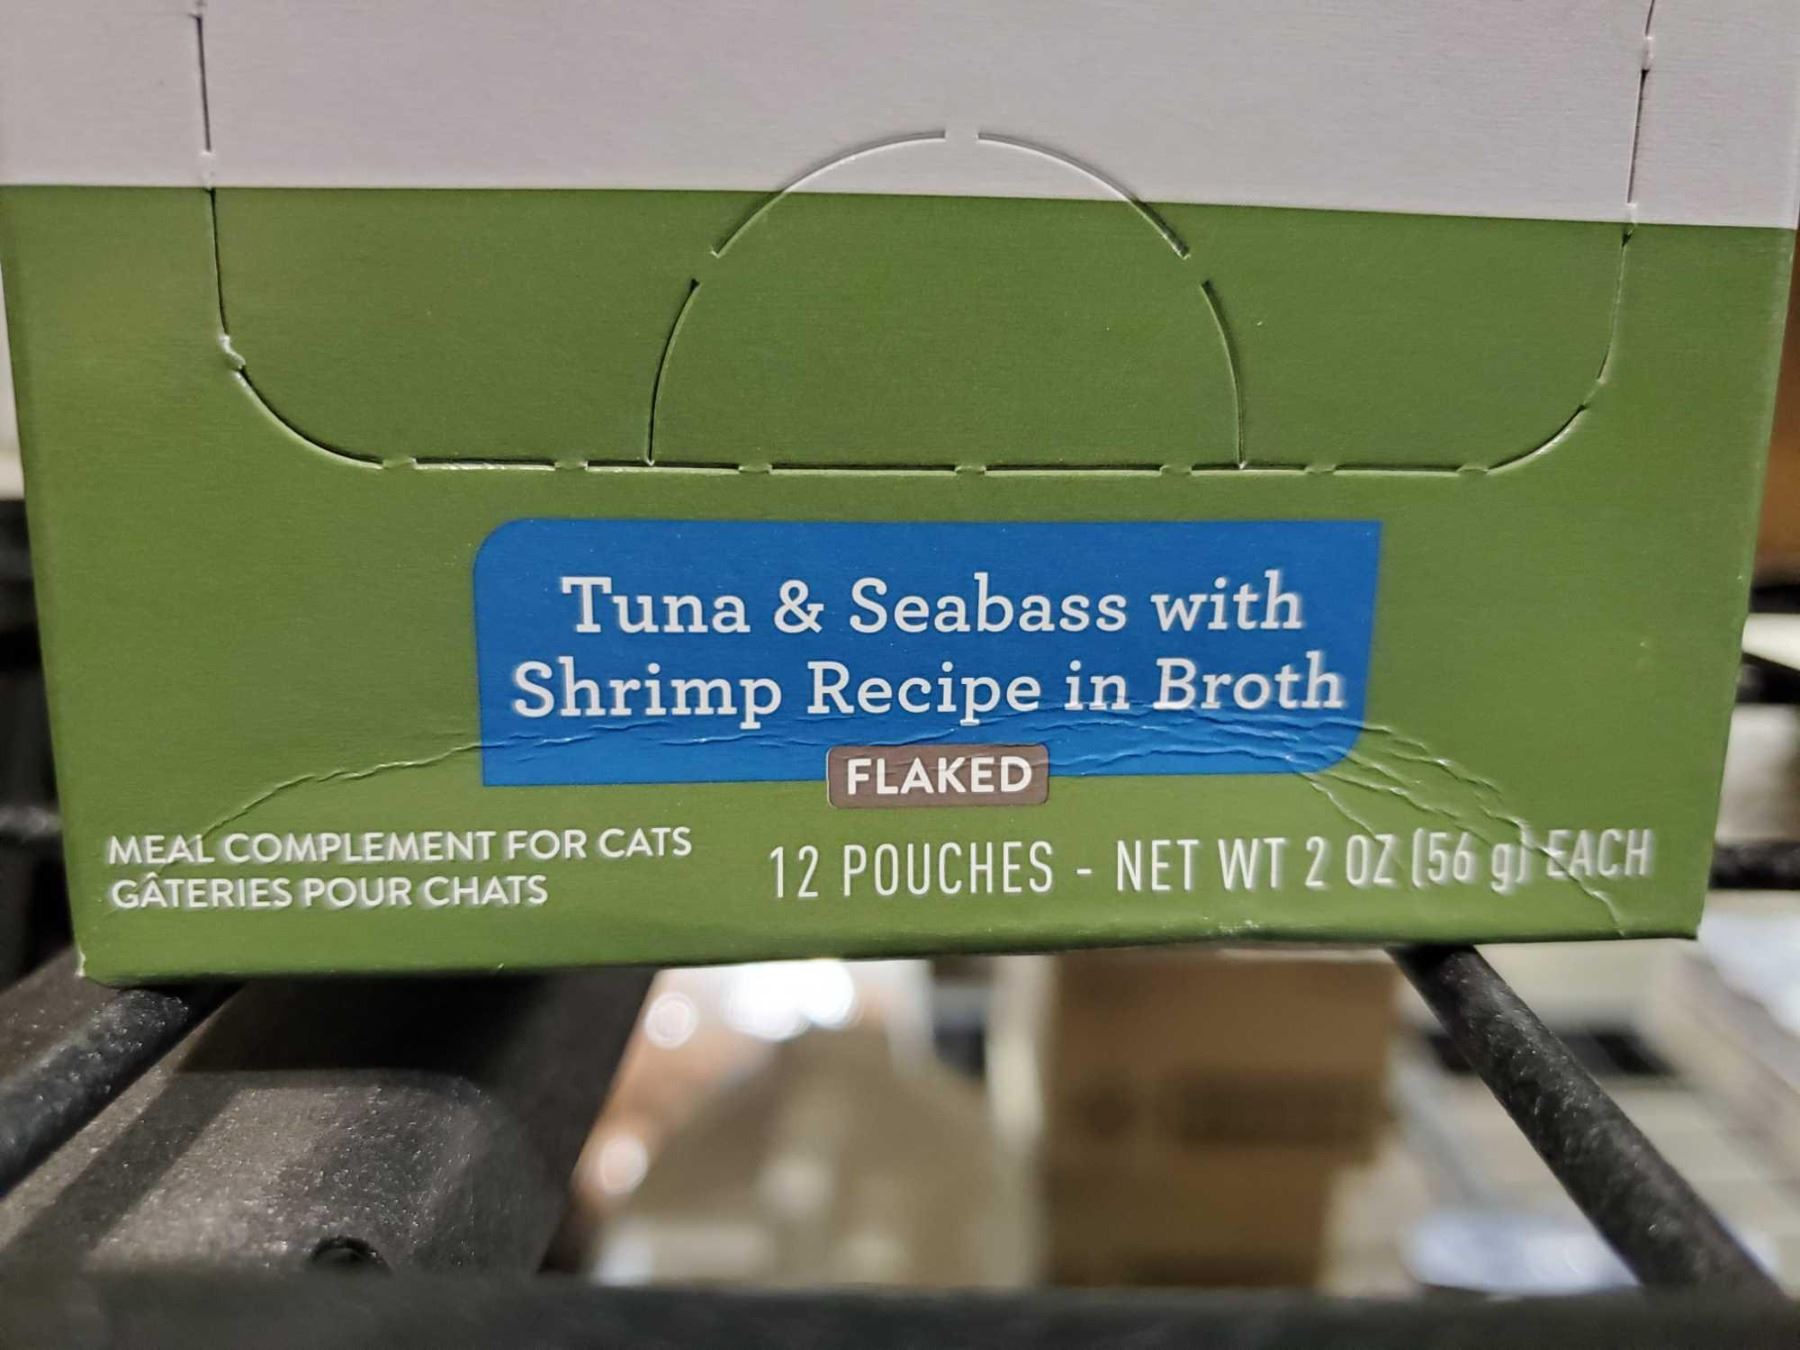 Tuna & Seabass with
Shrimp Recipe in Broth
FLAKED
MEAL COMPLEMENT FOR CATS
GÂTERIES POUR CHATS
12 POUCHES - NET WT 2 OZ (56 g) EACH